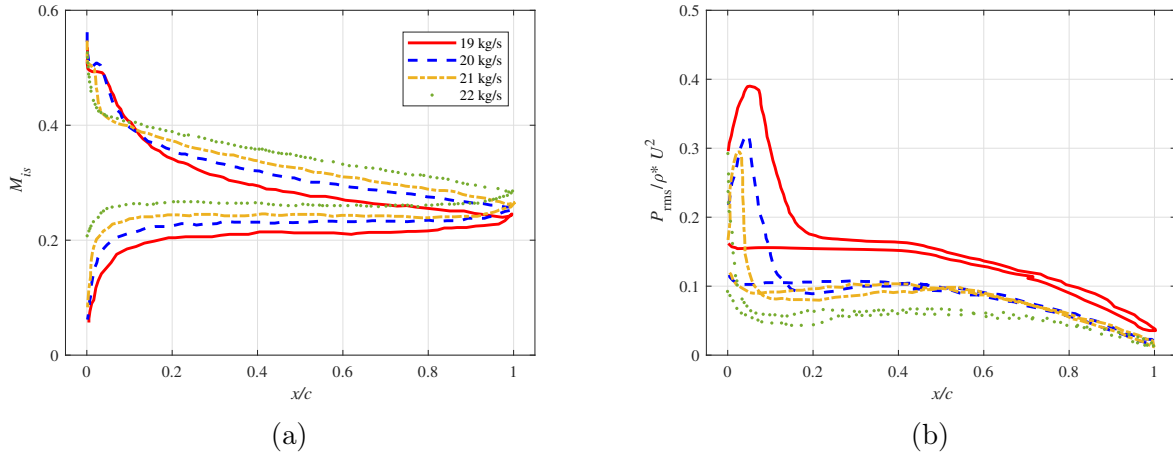 0.6
0.4
0.2
0
M_is
19 kg/s
20 kg/s
21 kg/s
22 kg/s
0 0.2 0.4 0.6 0.8 1
x/c
(a)
0.5
0.4
0.3
0.2
0.1
0
P_rms/ρ* U²
0 0.2 0.4 0.6 0.8 1
x/c
(b)